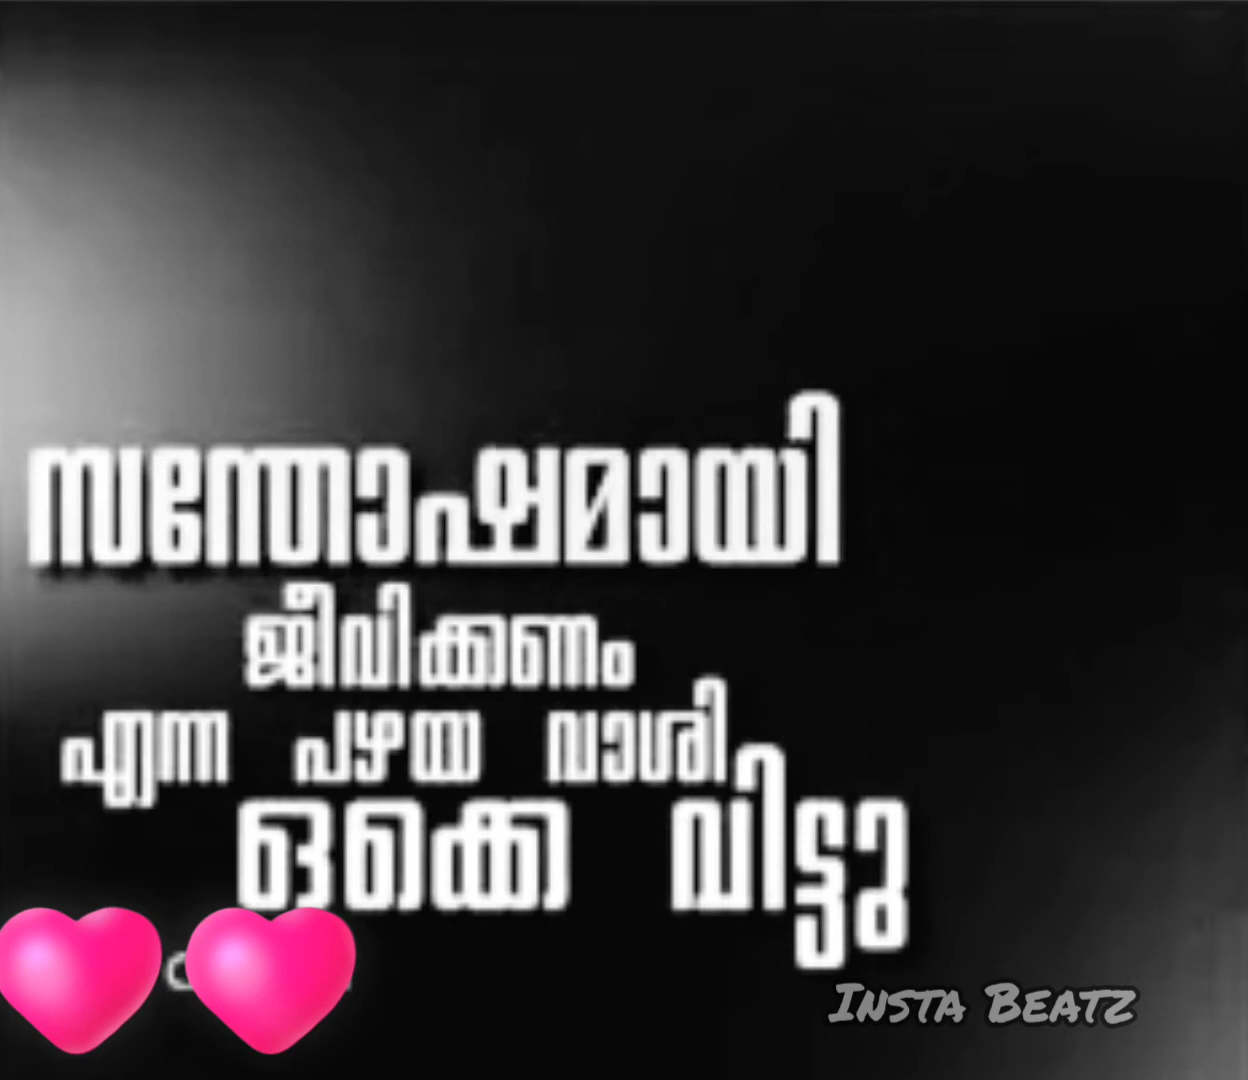 സന്തോഷമായി
ജീവിക്കണം
എന്ന പഴയ വാശി
ഒക്കെ വിട്ടു
Insta Beatz